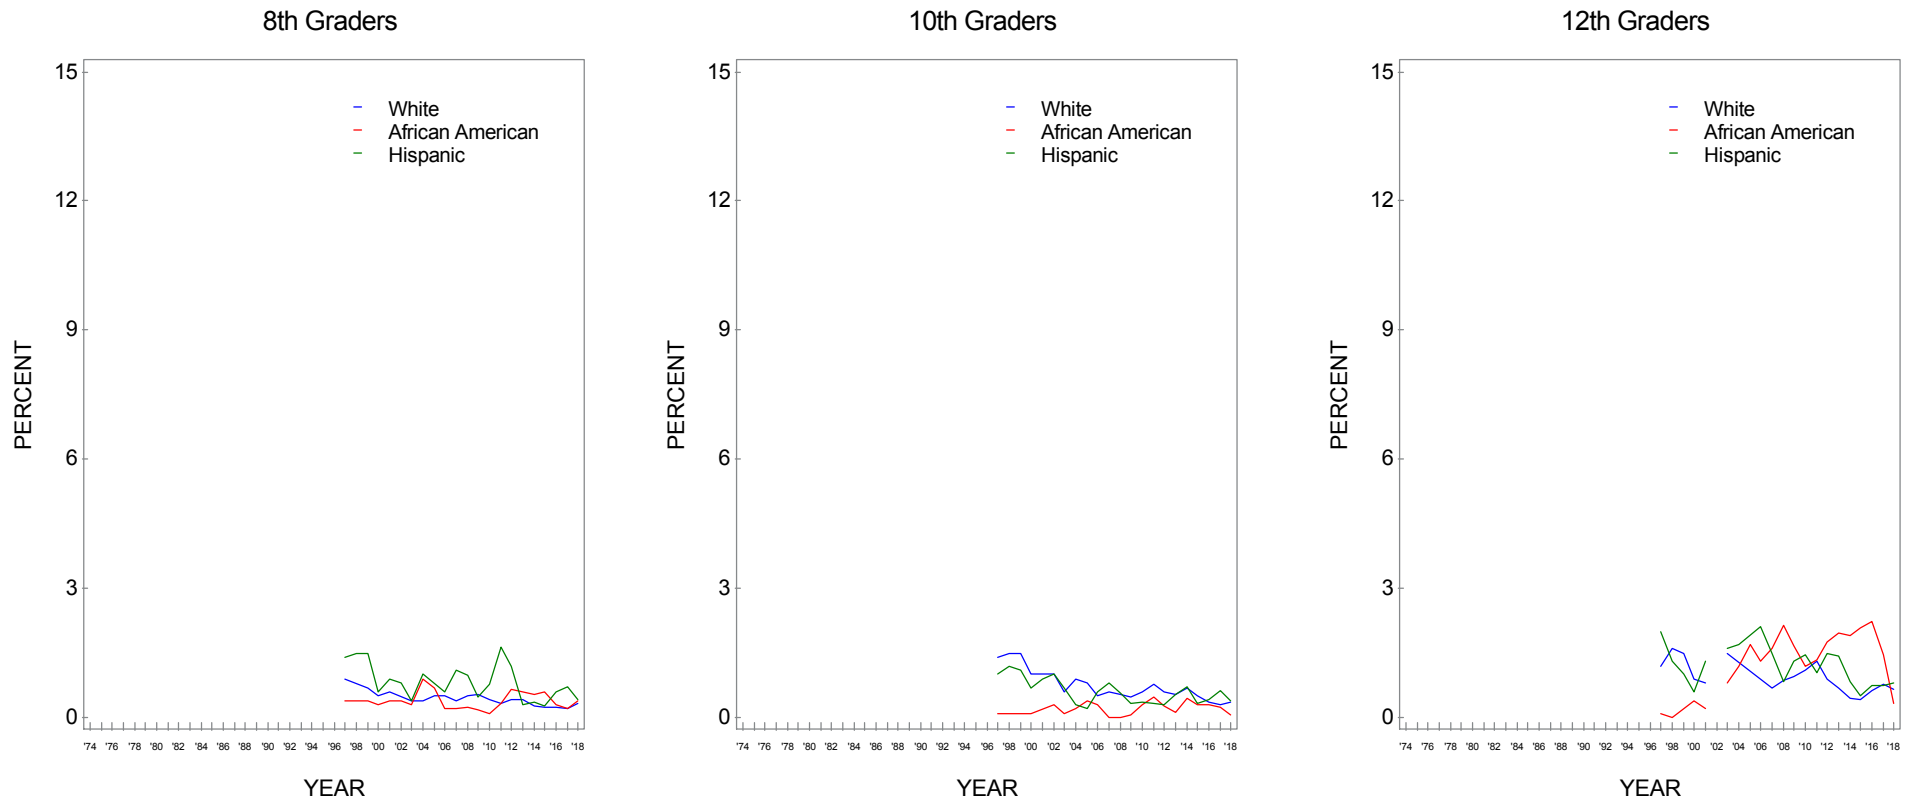 8th Graders
15
12
9
6
3
0
PERCENT
White
African American
Hispanic
'74 '76 '78 '80 '82 '84 '86 '88 '90 '92 '94 '96 '98 '00 '02 '04 '06 '08 '10 '12 '14 '16 '18
YEAR
10th Graders
15
12
9
6
3
0
PERCENT
White
African American
Hispanic
'74 '76 '78 '80 '82 '84 '86 '88 '90 '92 '94 '96 '98 '00 '02 '04 '06 '08 '10 '12 '14 '16 '18
YEAR
12th Graders
15
12
9
6
3
0
PERCENT
White
African American
Hispanic
'74 '76 '78 '80 '82 '84 '86 '88 '90 '92 '94 '96 '98 '00 '02 '04 '06 '08 '10 '12 '14 '16 '18
YEAR